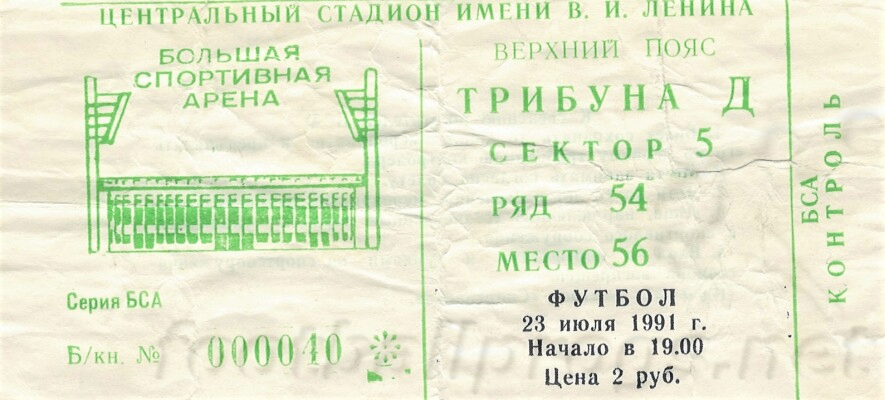 ЦЕНТРАЛЬНЫЙ СТАДИОН ИМЕНИ В. И. ЛЕНИНА
БОЛЬШАЯ
СПОРТИВНАЯ
АРЕНА
Серия БСА
Б/кн. № 000040
ВЕРХНИЙ ПОЯС
ТРИБУНА Д
СЕКТОР 5
РЯД 54
МЕСТО 56
ФУТБОЛ
23 июля 1991 г.
Начало в 19.00
Цена 2 руб.
БСА
КОНТРОЛЬ